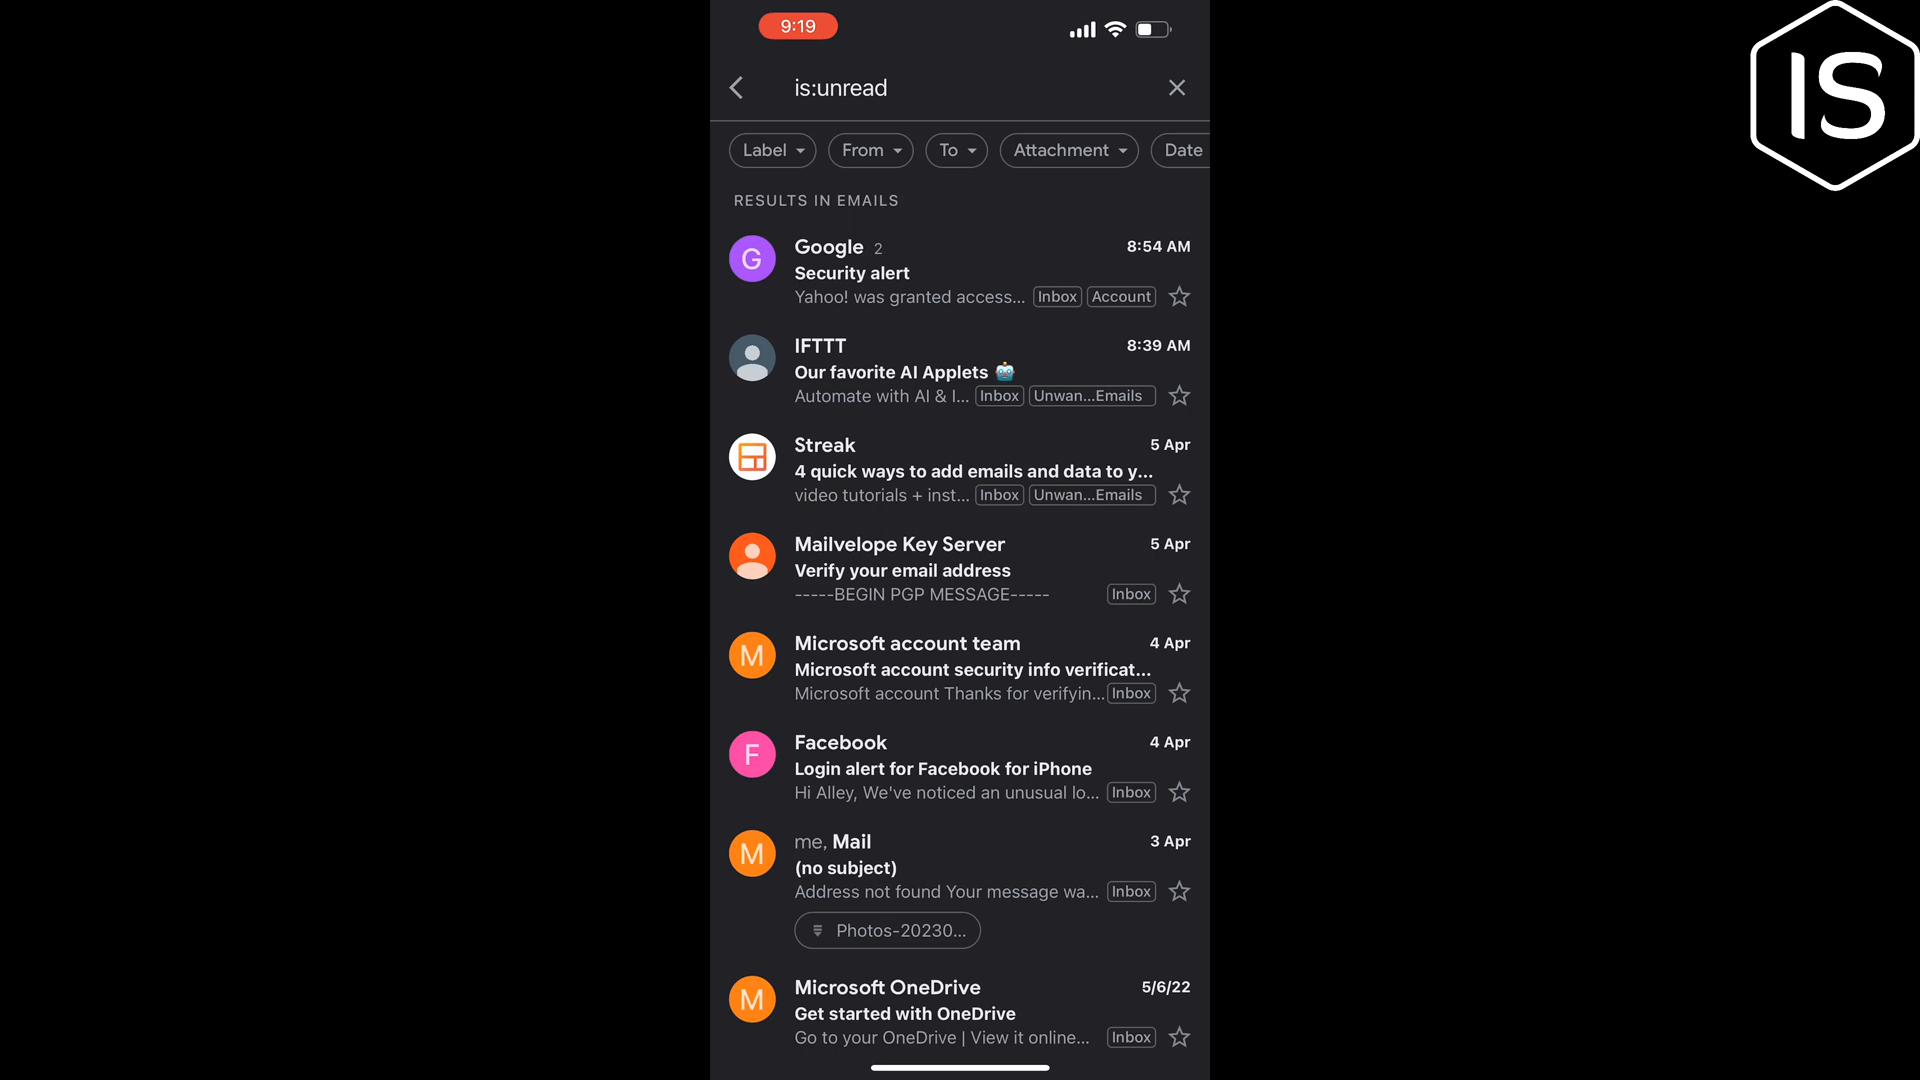 9:19
IS
is:unread
Label From To Attachment Date
RESULTS IN EMAILS
G
Google 2 8:54 AM
Security alert
Yahoo! was granted access... Inbox Account
IFTTT 8:39 AM
Our favorite AI Applets 🤖
Automate with AI & I... Inbox Unwan...Emails
Streak 5 Apr
4 quick ways to add emails and data to y...
video tutorials + inst... Inbox Unwan...Emails
Mailvelope Key Server 5 Apr
Verify your email address
-----BEGIN PGP MESSAGE----- Inbox
M
Microsoft account team 4 Apr
Microsoft account security info verificat...
Microsoft account Thanks for verifyin... Inbox
F
Facebook 4 Apr
Login alert for Facebook for iPhone
Hi Alley, We've noticed an unusual lo... Inbox
M
me, Mail 3 Apr
(no subject)
Address not found Your message wa... Inbox
Photos-20230...
M
Microsoft OneDrive 5/6/22
Get started with OneDrive
Go to your OneDrive | View it online... Inbox